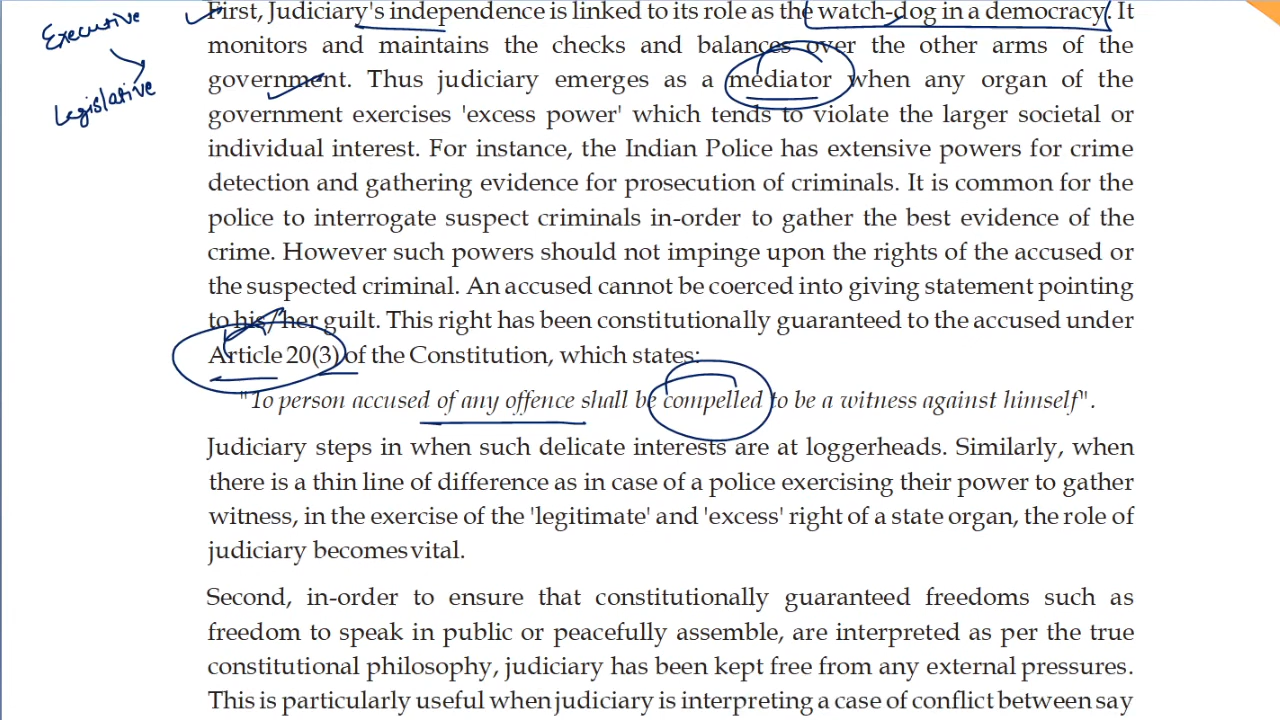 Executive
Legislative
First, Judiciary's independence is linked to its role as the watch-dog in a democracy. It
monitors and maintains the checks and balances over the other arms of the
government. Thus judiciary emerges as a mediator when any organ of the
government exercises 'excess power' which tends to violate the larger societal or
individual interest. For instance, the Indian Police has extensive powers for crime
detection and gathering evidence for prosecution of criminals. It is common for the
police to interrogate suspect criminals in-order to gather the best evidence of the
crime. However such powers should not impinge upon the rights of the accused or
the suspected criminal. An accused cannot be coerced into giving statement pointing
to his/her guilt. This right has been constitutionally guaranteed to the accused under
Article 20(3) of the Constitution, which states:
"To person accused of any offence shall be compelled to be a witness against himself".
Judiciary steps in when such delicate interests are at loggerheads. Similarly, when
there is a thin line of difference as in case of a police exercising their power to gather
witness, in the exercise of the 'legitimate' and 'excess' right of a state organ, the role of
judiciary becomes vital.
Second, in-order to ensure that constitutionally guaranteed freedoms such as
freedom to speak in public or peacefully assemble, are interpreted as per the true
constitutional philosophy, judiciary has been kept free from any external pressures.
This is particularly useful when judiciary is interpreting a case of conflict between say